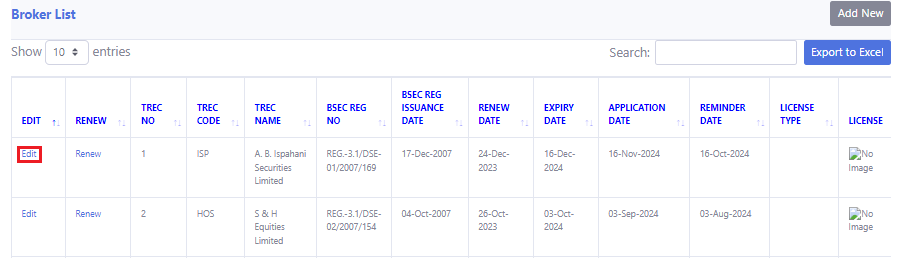 Broker List
Add New
Show 10 entries
Search:
Export to Excel
EDIT
RENEW
TREC
NO
TREC
CODE
TREC
NAME
BSEC REG
NO
BSEC REG
ISSUANCE
DATE
RENEW
DATE
EXPIRY
DATE
APPLICATION
DATE
REMINDER
DATE
LICENSE
TYPE
LICENSE
Edit
Renew
1
ISP
A. B. Ispahani
Securities
Limited
REG.-3.1/DSE-
01/2007/169
17-Dec-2007
24-Dec-
2023
16-Dec-
2024
16-Nov-2024
16-Oct-2024
No
Image
Edit
Renew
2
HOS
S & H
Equities
Limited
REG.-3.1/DSE-
02/2007/154
04-Oct-2007
26-Oct-
2023
03-Oct-
2024
03-Sep-2024
03-Aug-2024
No
Image